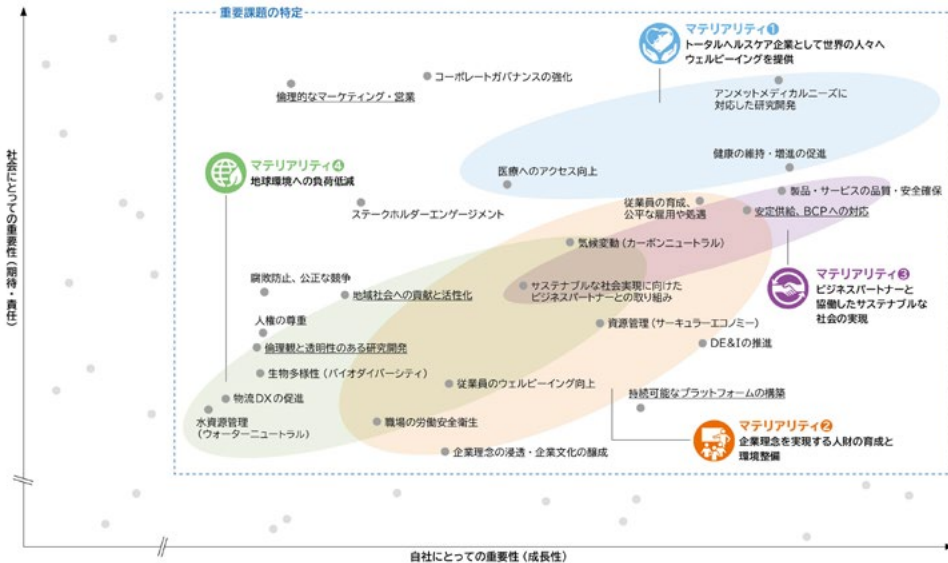 重要課題の特定
マテリアリティ❶
トータルヘルスケア企業として世界の人々へ
ウェルビーイングを提供
コーポレートガバナンスの強化
倫理的なマーケティング・営業
アンメットメディカルニーズに
対応した研究開発
健康の維持・増進の促進
マテリアリティ❹
地球環境への負荷低減
医療へのアクセス向上
製品・サービスの品質・安全確保
従業員の育成、
公平な雇用や処遇
安定供給、BCPへの対応
ステークホルダーエンゲージメント
気候変動(カーボンニュートラル)
マテリアリティ❸
ビジネスパートナーと
協働したサステナブルな
社会の実現
腐敗防止、公正な競争
地域社会への貢献と活性化
サステナブルな社会実現に向けた
ビジネスパートナーとの取り組み
人権の尊重
資源管理(サーキュラーエコノミー)
倫理観と透明性のある研究開発
DE&Iの推進
生物多様性(バイオダイバーシティ)
従業員のウェルビーイング向上
持続可能なプラットフォームの構築
物流DXの促進
水資源管理
(ウォーターニュートラル)
職場の労働安全衛生
マテリアリティ❷
企業理念を実現する人財の育成と
環境整備
企業理念の浸透・企業文化の醸成
社会にとっての重要性(期待・責任)
自社にとっての重要性(成長性)